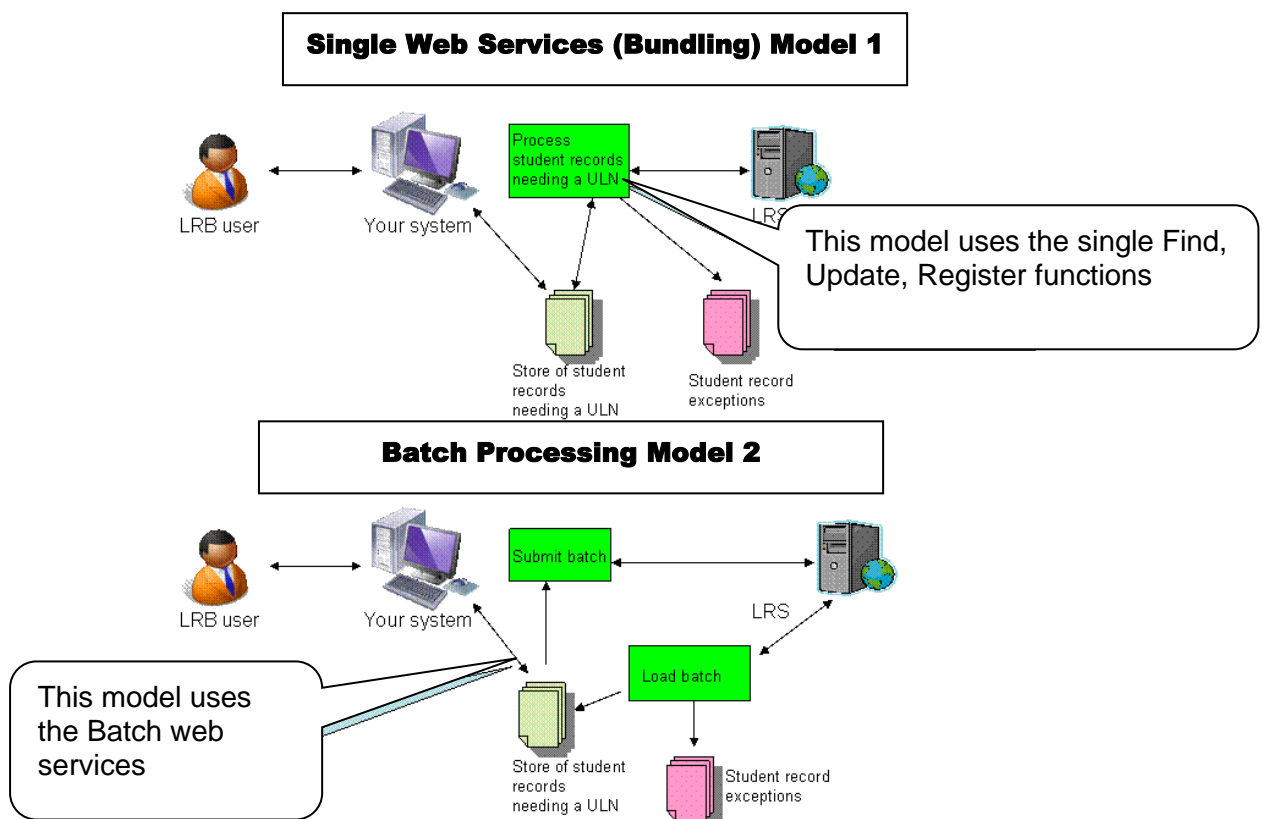 Single Web Services (Bundling) Model 1
Process
student records
needing a ULN
LRB user
Your system
LRS
This model uses the single Find,
Update, Register functions
Store of student
records
needing a ULN
Student record
exceptions
Batch Processing Model 2
Submit batch
LRB user
Your system
LRS
Load batch
This model uses
the Batch web
services
Store of student
records
needing a ULN
Student record
exceptions